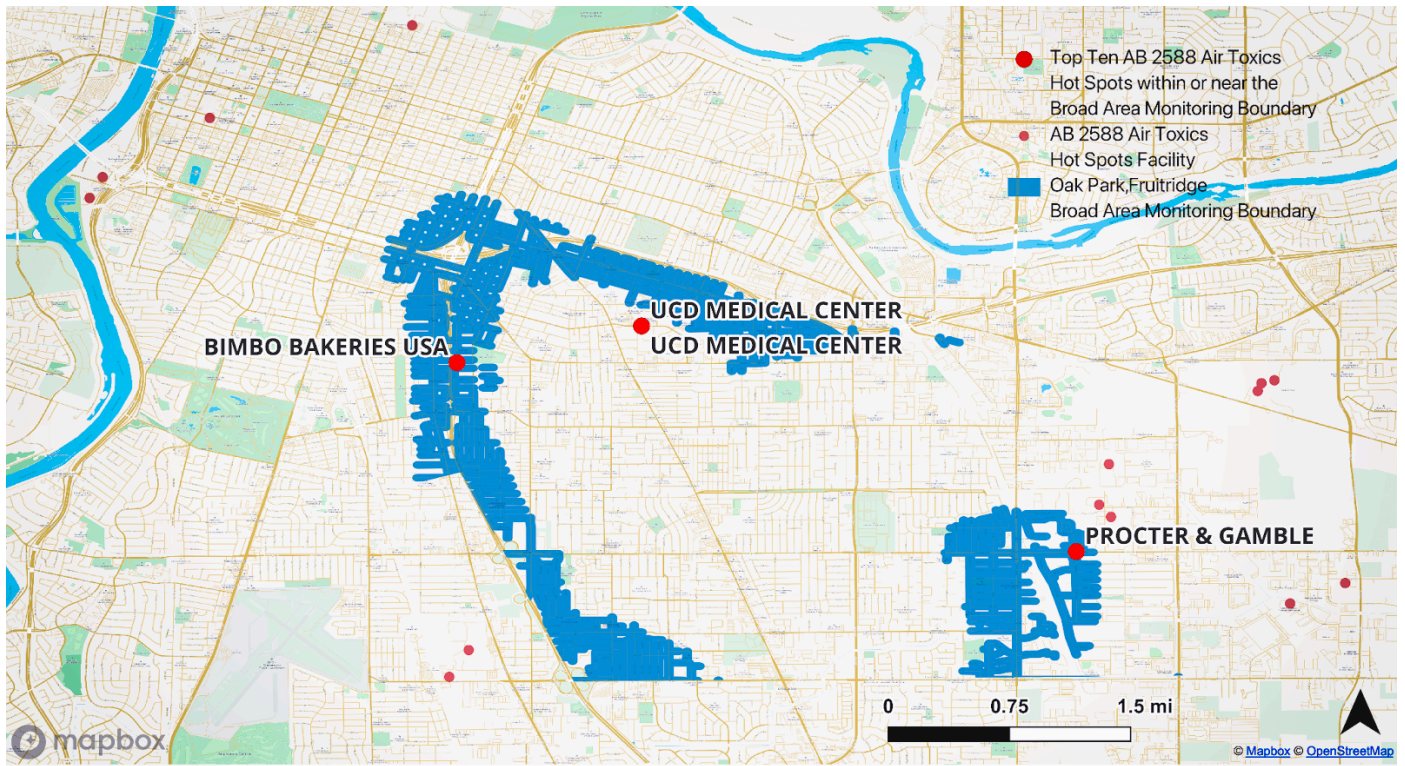 Top Ten AB 2588 Air Toxics
Hot Spots within or near the
Broad Area Monitoring Boundary
AB 2588 Air Toxics
Hot Spots Facility
Oak Park,Fruitridge
Broad Area Monitoring Boundary
UCD MEDICAL CENTER
BIMBO BAKERIES USA
UCD MEDICAL CENTER
PROCTER & GAMBLE
0 0.75 1.5 mi
mapbox
© Mapbox © OpenStreetMap